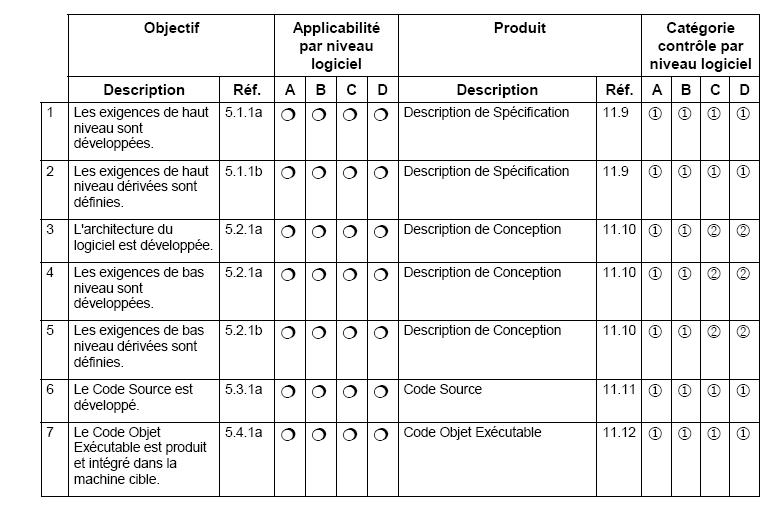 Objectif Applicabilité par niveau logiciel Produit Catégorie contrôle par niveau logiciel
Description Réf. A B C D Description Réf. A B C D
1 Les exigences de haut niveau sont développées. 5.1.1a ❍ ❍ ❍ ❍ Description de Spécification 11.9 ① ① ① ①
2 Les exigences de haut niveau dérivées sont définies. 5.1.1b ❍ ❍ ❍ ❍ Description de Spécification 11.9 ① ① ① ①
3 L'architecture du logiciel est développée. 5.2.1a ❍ ❍ ❍ ❍ Description de Conception 11.10 ① ① ② ②
4 Les exigences de bas niveau sont développées. 5.2.1a ❍ ❍ ❍ ❍ Description de Conception 11.10 ① ① ② ②
5 Les exigences de bas niveau dérivées sont définies. 5.2.1b ❍ ❍ ❍ ❍ Description de Conception 11.10 ① ① ② ②
6 Le Code Source est développé. 5.3.1a ❍ ❍ ❍ ❍ Code Source 11.11 ① ① ① ①
7 Le Code Objet Exécutable est produit et intégré dans la machine cible. 5.4.1a ❍ ❍ ❍ ❍ Code Objet Exécutable 11.12 ① ① ① ①